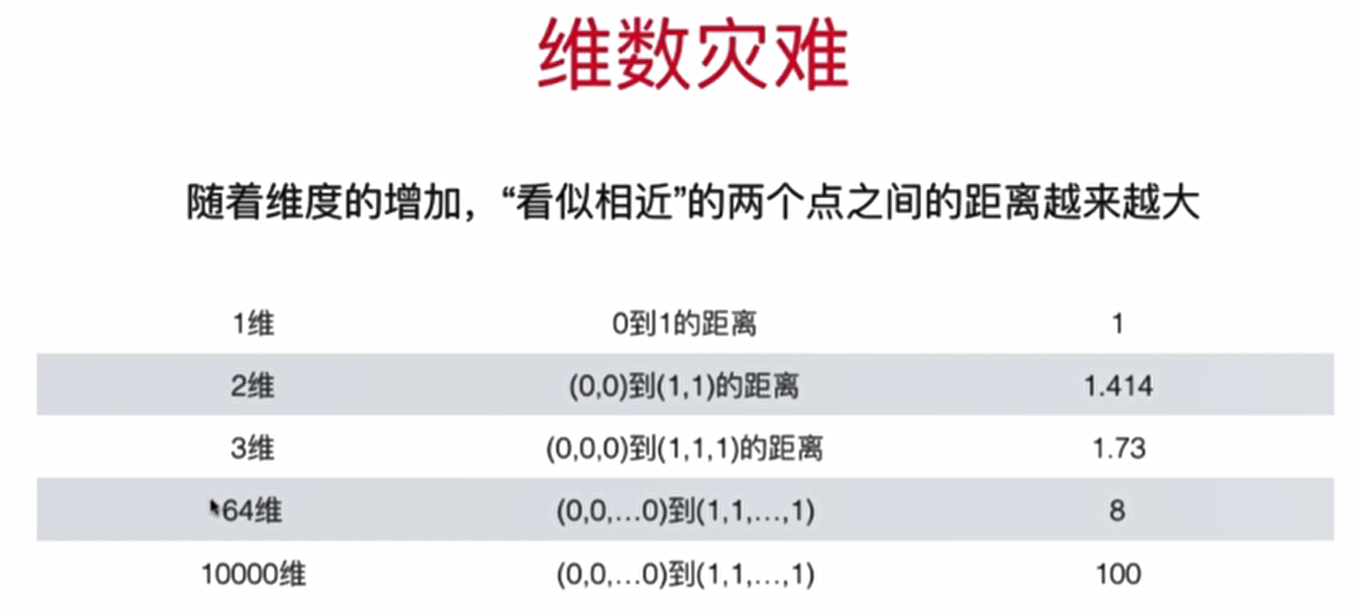 维数灾难
随着维度的增加，“看似相近”的两个点之间的距离越来越大
1维 0到1的距离 1
2维 (0,0)到(1,1)的距离 1.414
3维 (0,0,0)到(1,1,1)的距离 1.73
64维 (0,0,...0)到(1,1,...,1) 8
10000维 (0,0,...0)到(1,1,...,1) 100